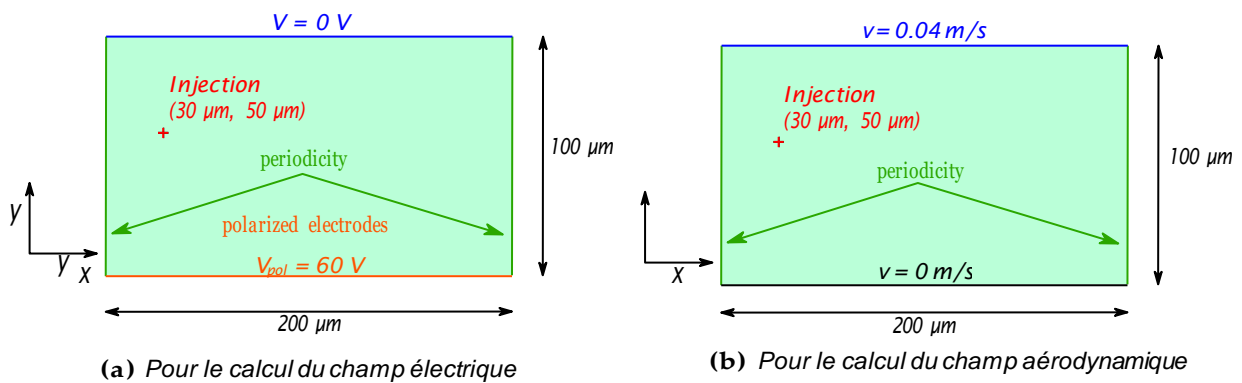 V = 0 V
Injection
(30 µm, 50 µm)
periodicity
polarized electrodes
V_pol = 60 V
100 µm
y
y
x
200 µm
(a) Pour le calcul du champ électrique
v = 0.04 m/s
Injection
(30 µm, 50 µm)
periodicity
v = 0 m/s
100 µm
x
200 µm
(b) Pour le calcul du champ aérodynamique